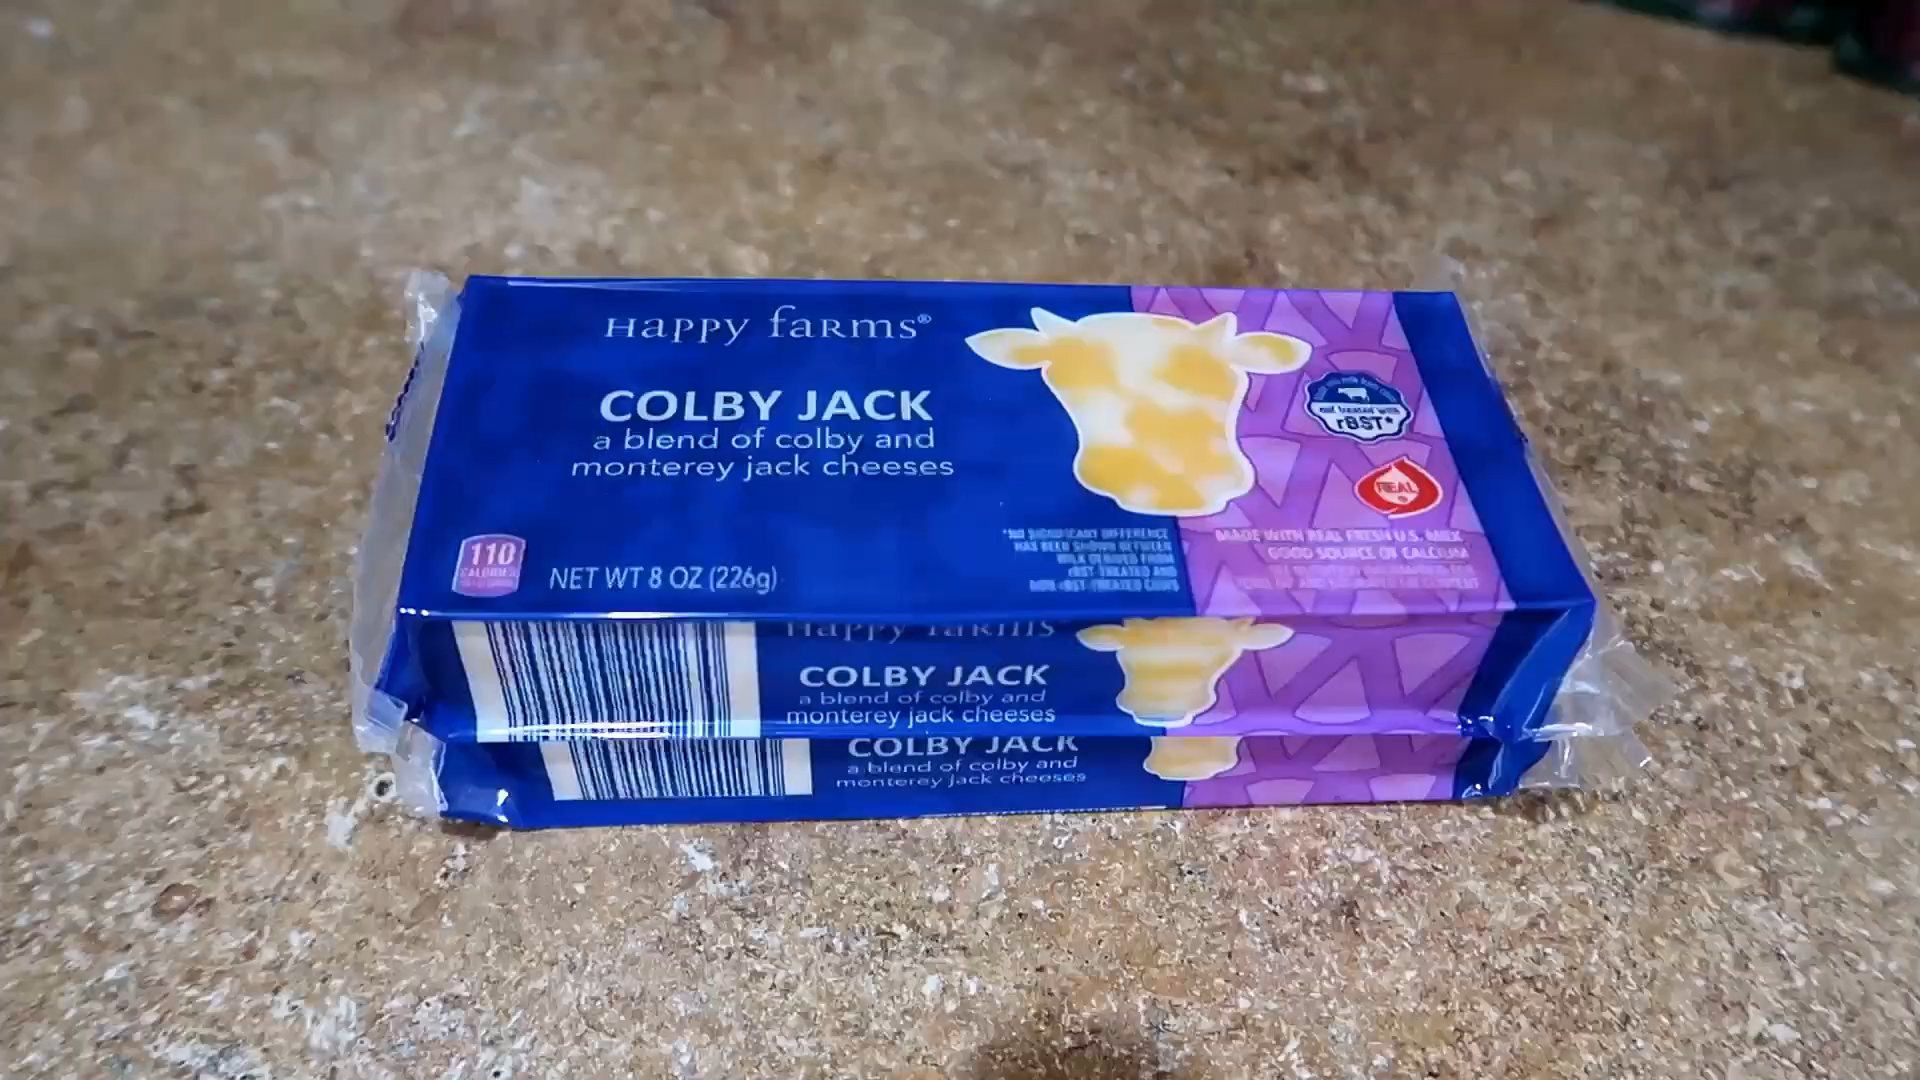 Happy Farms®
COLBY JACK
a blend of colby and
monterey jack cheeses
not treated with
rBST*
REAL
*NO SIGNIFICANT DIFFERENCE
HAS BEEN SHOWN BETWEEN
MILK DERIVED FROM
rBST-TREATED AND
NON-rBST-TREATED COWS
MADE WITH REAL FRESH U.S. MILK
GOOD SOURCE OF CALCIUM
110
CALORIES
NET WT 8 OZ (226g)
Happy Farms
COLBY JACK
a blend of colby and
monterey jack cheeses
COLBY JACK
a blend of colby and
monterey jack cheeses